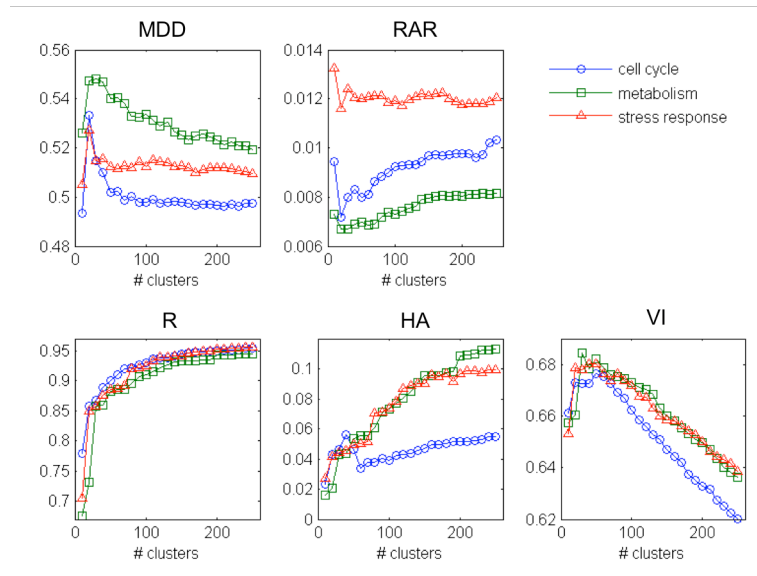 MDD
RAR
0.56
0.54
0.52
0.5
0.48
0 100 200
# clusters
0.014
0.012
0.01
0.008
0.006
0 100 200
# clusters
cell cycle
metabolism
stress response
R
HA
VI
0.95
0.9
0.85
0.8
0.75
0.7
0 100 200
# clusters
0.1
0.08
0.06
0.04
0.02
0
0 100 200
# clusters
0.68
0.66
0.64
0.62
0 100 200
# clusters